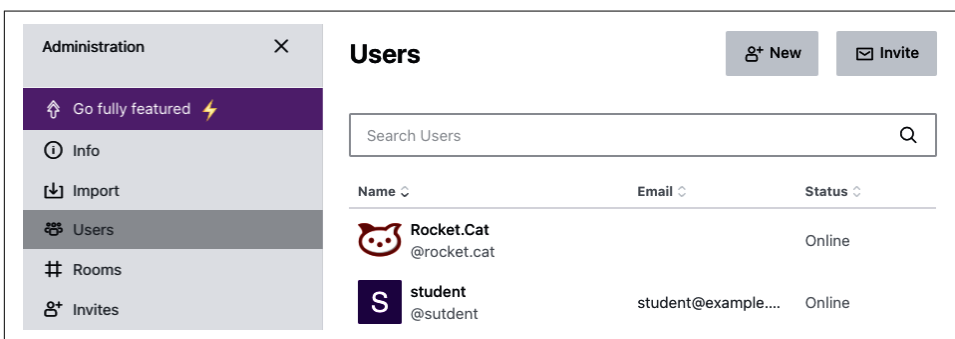 Administration
Go fully featured
Info
Import
Users
Rooms
Invites
Users
New
Invite
Search Users
Name Email Status
Rocket.Cat
@rocket.cat
Online
S
student
@sutdent
student@example....
Online